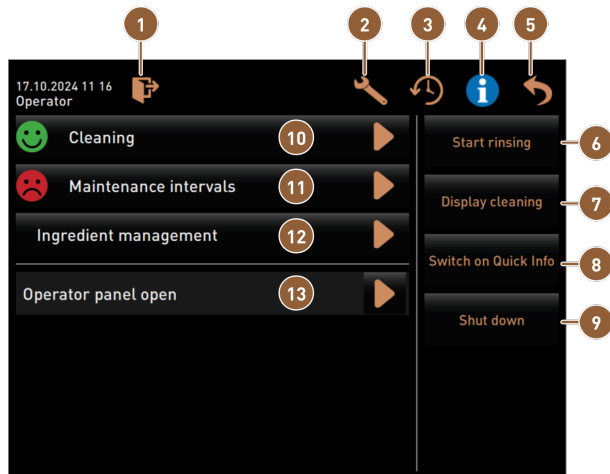 1
2
3
4
5
17.10.2024 11 16
Operator
Cleaning
10
Start rinsing
6
Maintenance intervals
11
Display cleaning
7
Ingredient management
12
Switch on Quick Info
8
Operator panel open
13
Shut down
9